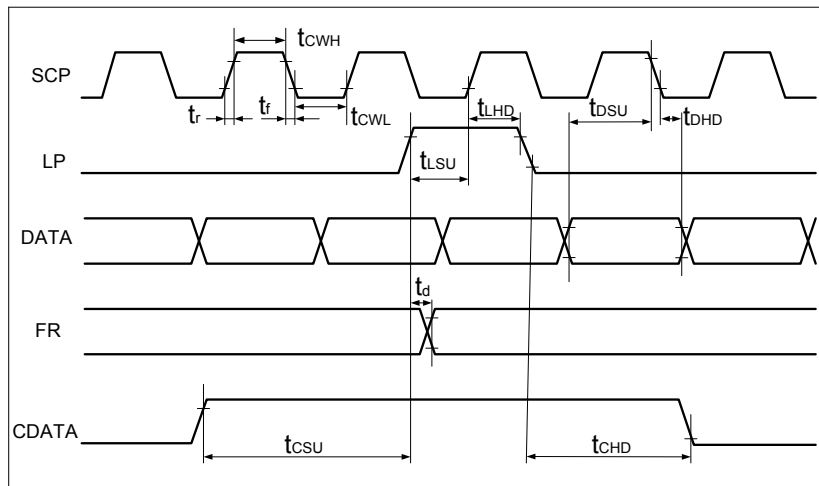 tCWH
SCP
tr
tf
tCWL
tLHD
tDSU
tDHD
LP
tLSU
DATA
td
FR
CDATA
tCSU
tCHD